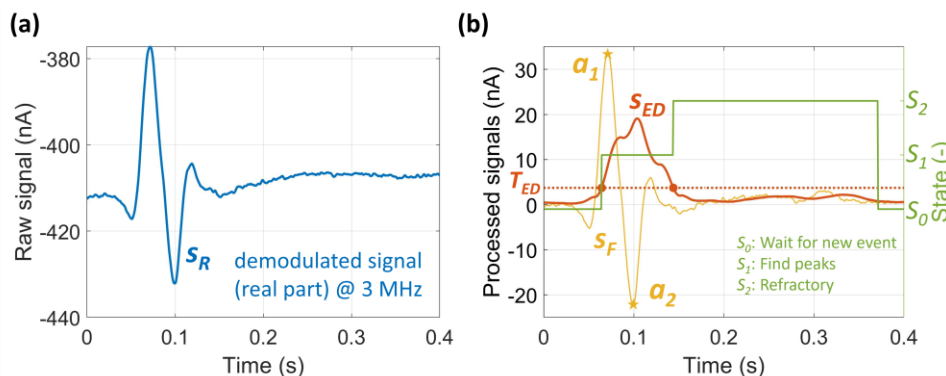 (a)
-380
-400
-420
-440
Raw signal (nA)
s_R
demodulated signal
(real part) @ 3 MHz
0
0.1
0.2
0.3
0.4
Time (s)
(b)
30
20
10
0
-10
-20
Processed signals (nA)
a_1
s_ED
T_ED
s_F
a_2
S_0: Wait for new event
S_1: Find peaks
S_2: Refractory
S_2
S_1
S_0
State (-)
0
0.1
0.2
0.3
0.4
Time (s)